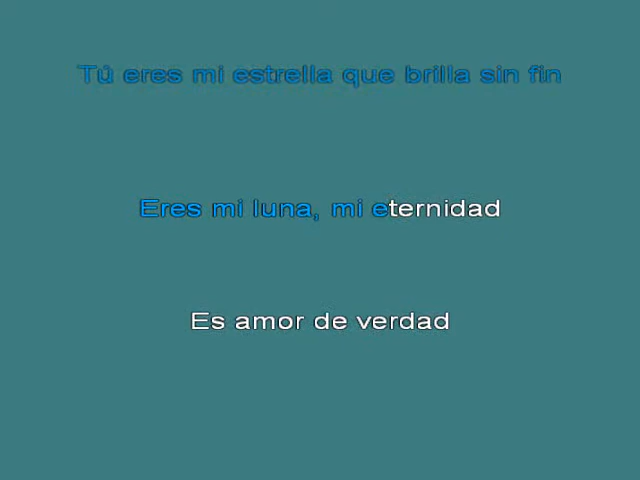 Tú eres mi estrella que brilla sin fin
Eres mi luna, mi eternidad
Es amor de verdad